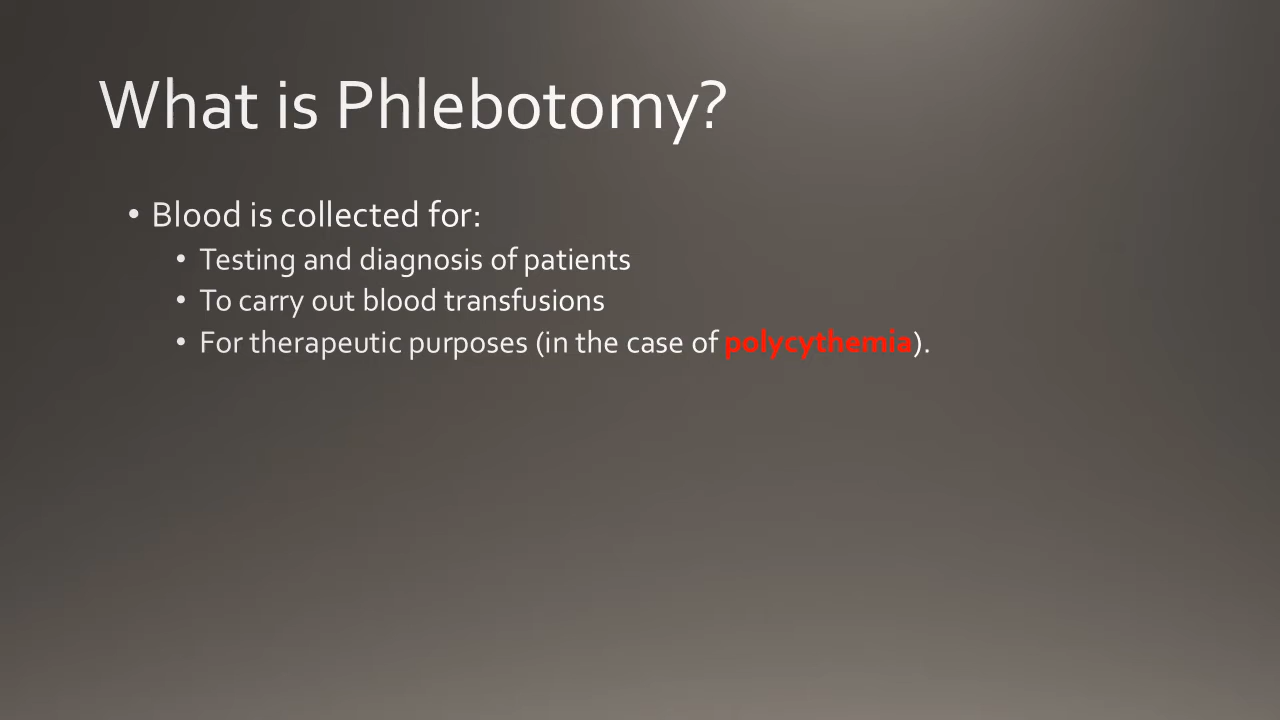 What is Phlebotomy?
• Blood is collected for:
• Testing and diagnosis of patients
• To carry out blood transfusions
• For therapeutic purposes (in the case of polycythemia).